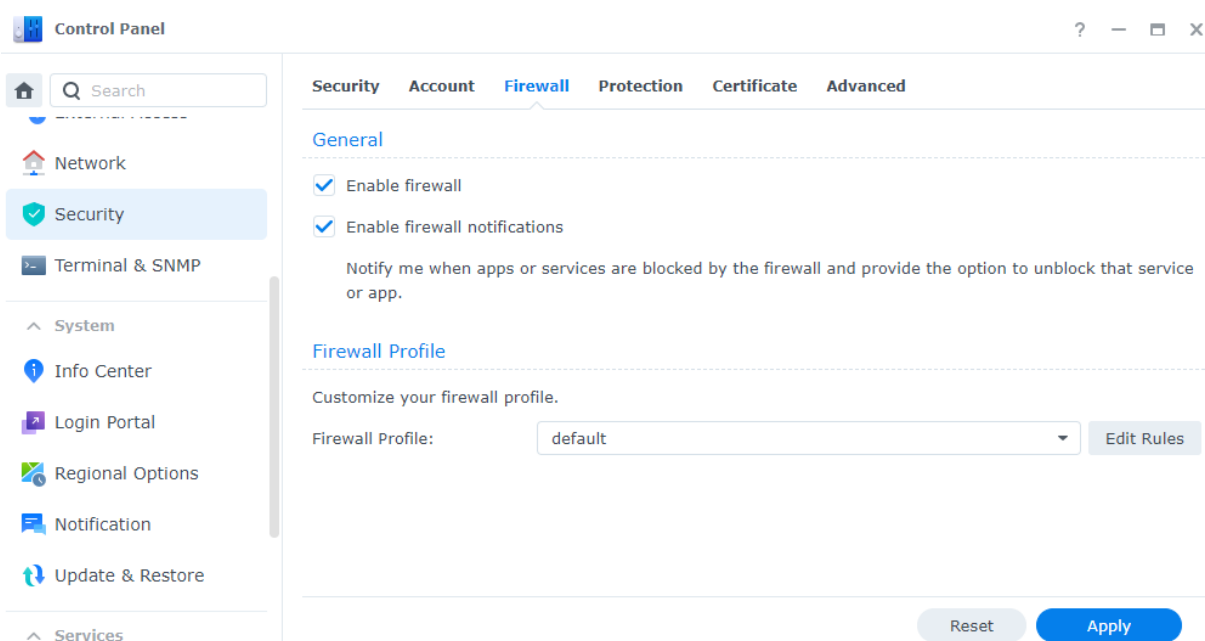 Control Panel
Search
Network
Security
Terminal & SNMP
System
Info Center
Login Portal
Regional Options
Notification
Update & Restore
Services
Security Account Firewall Protection Certificate Advanced
General
Enable firewall
Enable firewall notifications
Notify me when apps or services are blocked by the firewall and provide the option to unblock that service
or app.
Firewall Profile
Customize your firewall profile.
Firewall Profile: default Edit Rules
Reset Apply